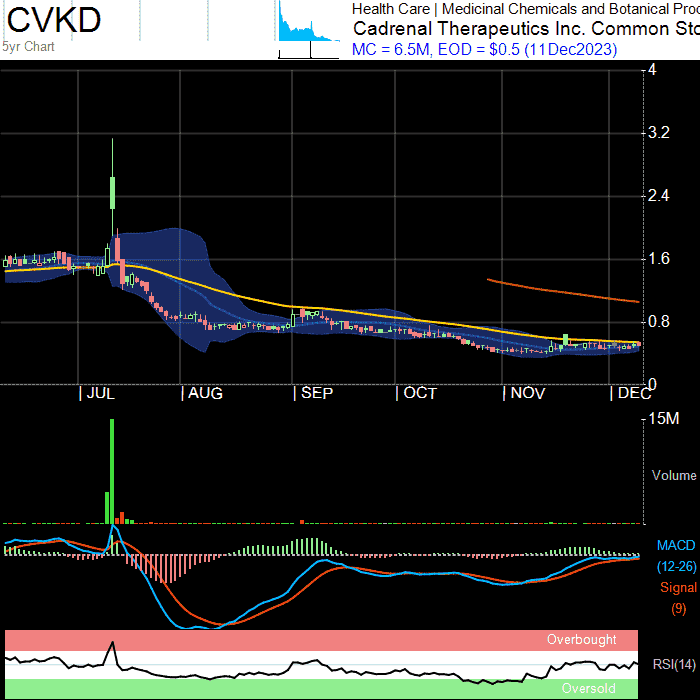 CVKD
5yr Chart
Health Care | Medicinal Chemicals and Botanical Proc
Cadrenal Therapeutics Inc. Common Sto
MC = 6.5M, EOD = $0.5 (11Dec2023)
4
3.2
2.4
1.6
0.8
0
| JUL | AUG | SEP | OCT | NOV | DEC
15M
Volume
MACD
(12-26)
Signal
(9)
Overbought
RSI(14)
Oversold